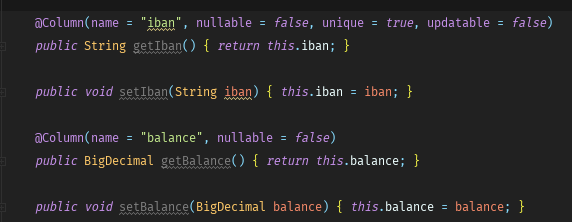 @Column(name = "iban", nullable = false, unique = true, updatable = false)
public String getIban() { return this.iban; }
public void setIban(String iban) { this.iban = iban; }
@Column(name = "balance", nullable = false)
public BigDecimal getBalance() { return this.balance; }
public void setBalance(BigDecimal balance) { this.balance = balance; }